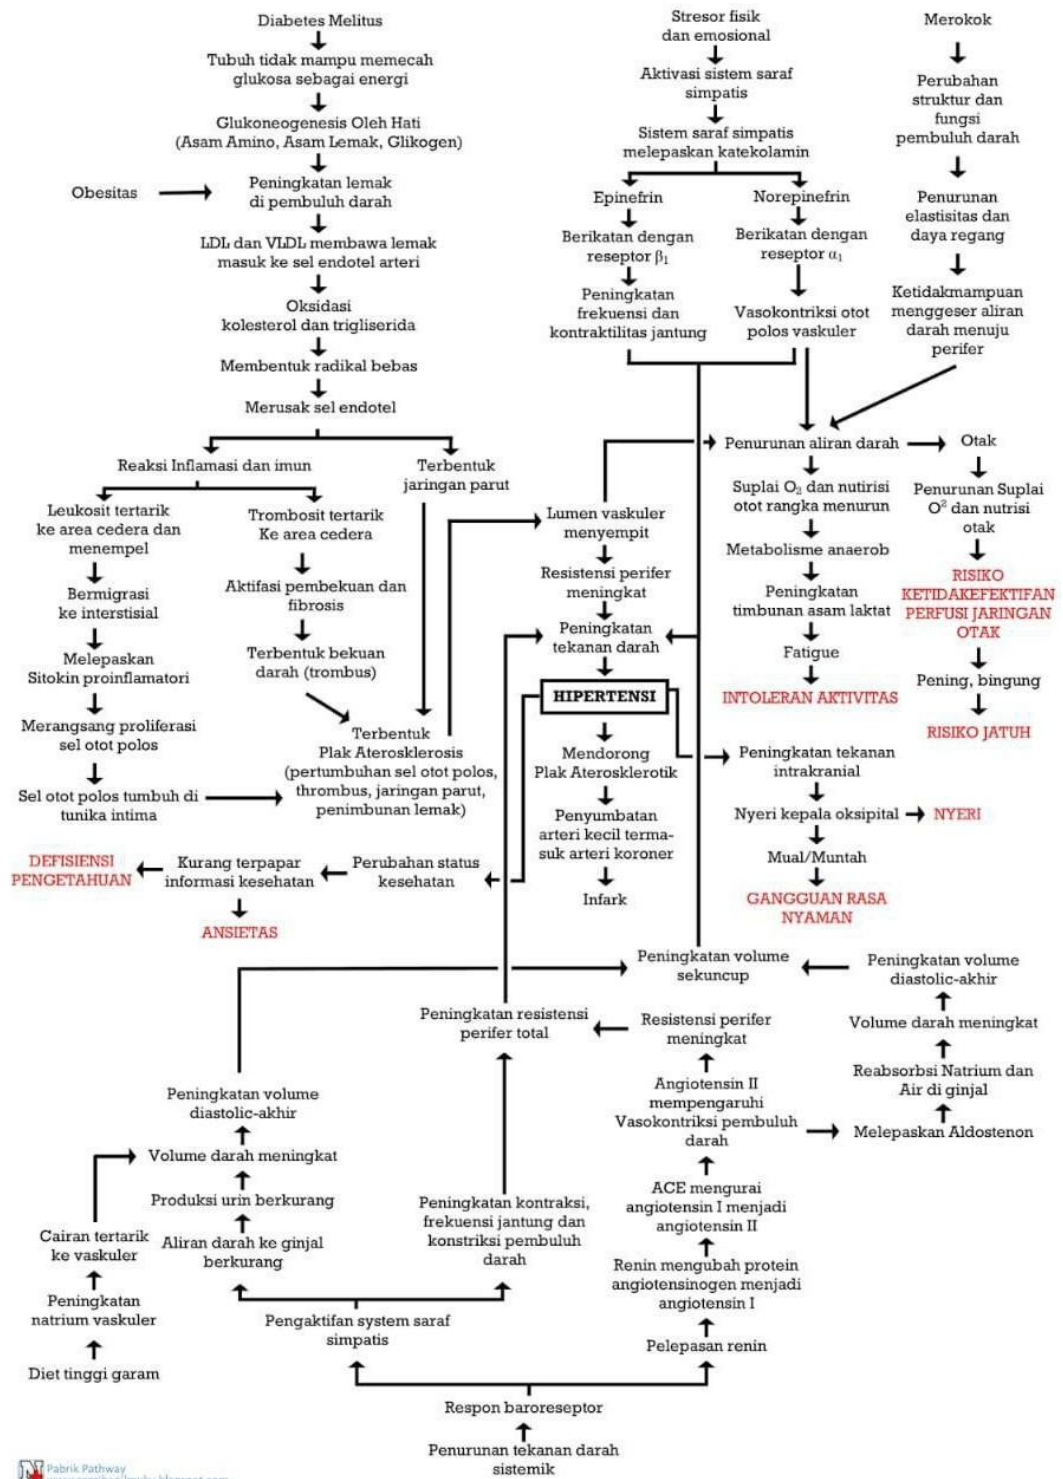 Diabetes Melitus
Tubuh tidak mampu memecah
glukosa sebagai energi
Glukoneogenesis Oleh Hati
(Asam Amino, Asam Lemak, Glikogen)
Obesitas
Peningkatan lemak
di pembuluh darah
LDL dan VLDL membawa lemak
masuk ke sel endotel arteri
Oksidasi
kolesterol dan trigliserida
Membentuk radikal bebas
Merusak sel endotel
Reaksi Inflamasi dan imun
Terbentuk
jaringan parut
Leukosit tertarik
ke area cedera dan
menempel
Bermigrasi
ke interstisial
Melepaskan
Sitokin proinflamatori
Merangsang proliferasi
sel otot polos
Sel otot polos tumbuh di
tunika intima
Trombosit tertarik
Ke area cedera
Aktifasi pembekuan dan
fibrosis
Terbentuk bekuan
darah (trombus)
Terbentuk
Plak Aterosklerosis
(pertumbuhan sel otot polos,
thrombus, jaringan parut,
penimbunan lemak)
Stresor fisik
dan emosional
Aktivasi sistem saraf
simpatis
Sistem saraf simpatis
melepaskan katekolamin
Epinefrin
Berikatan dengan
reseptor β1
Peningkatan
frekuensi dan
kontraktilitas jantung
Norepinefrin
Berikatan dengan
reseptor α1
Vasokontriksi otot
polos vaskuler
Merokok
Perubahan
struktur dan
fungsi
pembuluh darah
Penurunan
elastisitas dan
daya regang
Ketidakmampuan
menggeser aliran
darah menuju
perifer
Penurunan aliran darah
Otak
Suplai O2 dan nutirisi
otot rangka menurun
Metabolisme anaerob
Peningkatan
timbunan asam laktat
Fatigue
INTOLERAN AKTIVITAS
Penurunan Suplai
O² dan nutrisi
otak
RISIKO
KETIDAKEFEKTIFAN
PERFUSI JARINGAN
OTAK
Pening, bingung
RISIKO JATUH
Lumen vaskuler
menyempit
Resistensi perifer
meningkat
Peningkatan
tekanan darah
HIPERTENSI
Mendorong
Plak Aterosklerotik
Penyumbatan
arteri kecil terma-
suk arteri koroner
Infark
Peningkatan tekanan
intrakranial
Nyeri kepala oksipital
NYERI
Mual/Muntah
GANGGUAN RASA
NYAMAN
Perubahan status
kesehatan
Kurang terpapar
informasi kesehatan
DEFISIENSI
PENGETAHUAN
ANSIETAS
Peningkatan volume
sekuncup
Peningkatan volume
diastolic-akhir
Volume darah meningkat
Reabsorbsi Natrium dan
Air di ginjal
Melepaskan Aldostenon
Peningkatan resistensi
perifer total
Resistensi perifer
meningkat
Angiotensin II
mempengaruhi
Vasokontriksi pembuluh
darah
ACE mengurai
angiotensin I menjadi
angiotensin II
Renin mengubah protein
angiotensinogen menjadi
angiotensin I
Pelepasan renin
Peningkatan volume
diastolic-akhir
Volume darah meningkat
Produksi urin berkurang
Aliran darah ke ginjal
berkurang
Cairan tertarik
ke vaskuler
Peningkatan
natrium vaskuler
Diet tinggi garam
Peningkatan kontraksi,
frekuensi jantung dan
konstriksi pembuluh
darah
Pengaktifan system saraf
simpatis
Respon baroreseptor
Penurunan tekanan darah
sistemik
Pabrik Pathway